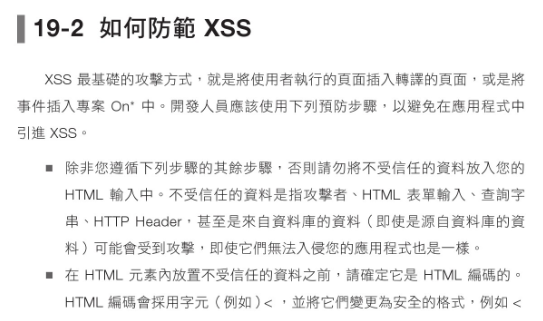 19-2 如何防範 XSS
XSS 最基礎的攻擊方式,就是將使用者執行的頁面插入轉譯的頁面,或是將
事件插入專案 On* 中。開發人員應該使用下列預防步驟,以避免在應用程式中
引進 XSS。
■ 除非您遵循下列步驟的其餘步驟,否則請勿將不受信任的資料放入您的
HTML 輸入中。不受信任的資料是指攻擊者、HTML 表單輸入、查詢字
串、HTTP Header,甚至是來自資料庫的資料(即使是源自資料庫的資
料)可能會受到攻擊,即使它們無法入侵您的應用程式也是一樣。
■ 在 HTML 元素內放置不受信任的資料之前,請確定它是 HTML 編碼的。
HTML 編碼會採用字元(例如)< ,並將它們變更為安全的格式,例如 <